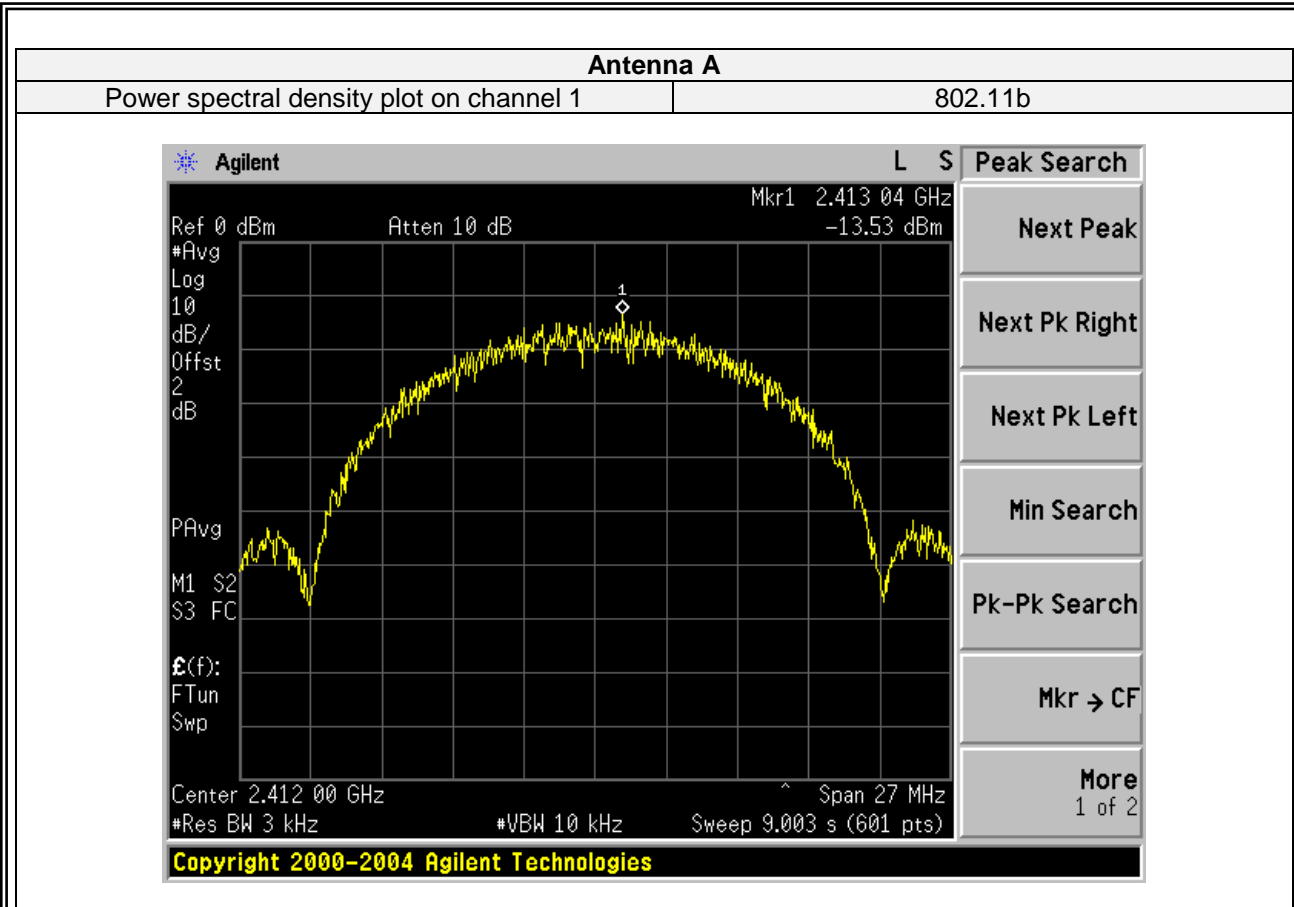 Antenna A
Power spectral density plot on channel 1
802.11b
Agilent
L S
Peak Search
Mkr1 2.413 04 GHz
Ref 0 dBm
Atten 10 dB
-13.53 dBm
#Avg
Log
10
dB/
Offst
2
dB
1
PAvg
M1 S2
S3 FC
£(f):
FTun
Swp
Center 2.412 00 GHz
^ Span 27 MHz
#Res BW 3 kHz
#VBW 10 kHz
Sweep 9.003 s (601 pts)
Next Peak
Next Pk Right
Next Pk Left
Min Search
Pk-Pk Search
Mkr → CF
More
1 of 2
Copyright 2000-2004 Agilent Technologies